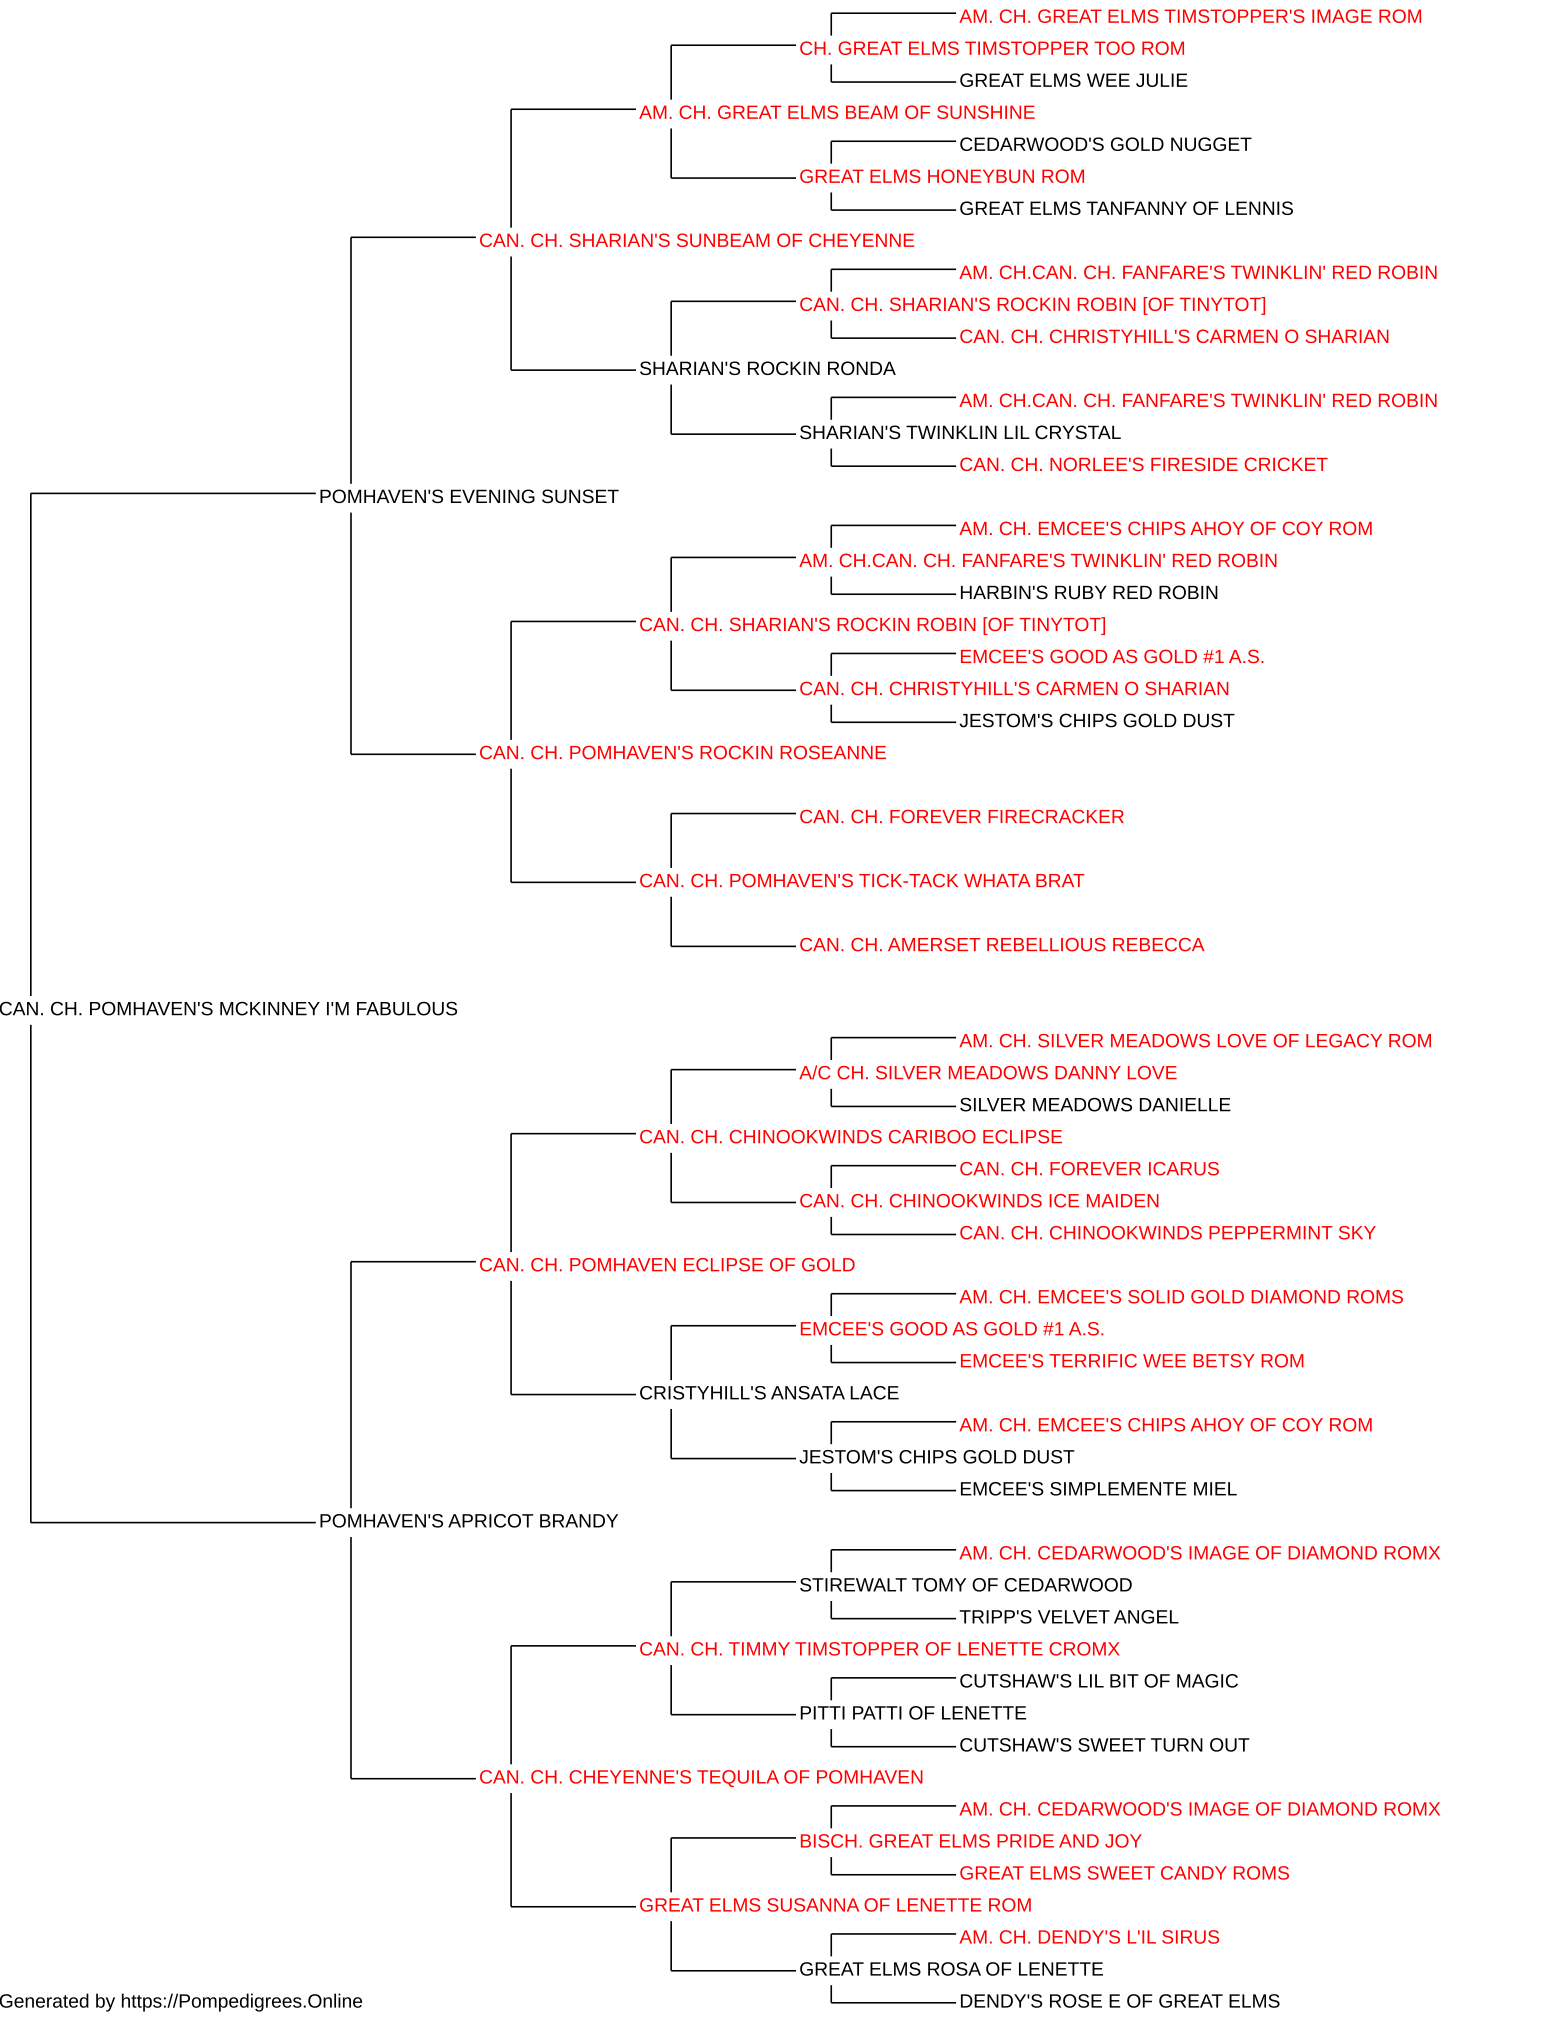 AM. CH. GREAT ELMS TIMSTOPPER'S IMAGE ROM
CH. GREAT ELMS TIMSTOPPER TOO ROM
GREAT ELMS WEE JULIE
AM. CH. GREAT ELMS BEAM OF SUNSHINE
CEDARWOOD'S GOLD NUGGET
GREAT ELMS HONEYBUN ROM
GREAT ELMS TANFANNY OF LENNIS
CAN. CH. SHARIAN'S SUNBEAM OF CHEYENNE
AM. CH.CAN. CH. FANFARE'S TWINKLIN' RED ROBIN
CAN. CH. SHARIAN'S ROCKIN ROBIN [OF TINYTOT]
CAN. CH. CHRISTYHILL'S CARMEN O SHARIAN
SHARIAN'S ROCKIN RONDA
AM. CH.CAN. CH. FANFARE'S TWINKLIN' RED ROBIN
SHARIAN'S TWINKLIN LIL CRYSTAL
CAN. CH. NORLEE'S FIRESIDE CRICKET
POMHAVEN'S EVENING SUNSET
AM. CH. EMCEE'S CHIPS AHOY OF COY ROM
AM. CH.CAN. CH. FANFARE'S TWINKLIN' RED ROBIN
HARBIN'S RUBY RED ROBIN
CAN. CH. SHARIAN'S ROCKIN ROBIN [OF TINYTOT]
EMCEE'S GOOD AS GOLD #1 A.S.
CAN. CH. CHRISTYHILL'S CARMEN O SHARIAN
JESTOM'S CHIPS GOLD DUST
CAN. CH. POMHAVEN'S ROCKIN ROSEANNE
CAN. CH. FOREVER FIRECRACKER
CAN. CH. POMHAVEN'S TICK-TACK WHATA BRAT
CAN. CH. AMERSET REBELLIOUS REBECCA
CAN. CH. POMHAVEN'S MCKINNEY I'M FABULOUS
AM. CH. SILVER MEADOWS LOVE OF LEGACY ROM
A/C CH. SILVER MEADOWS DANNY LOVE
SILVER MEADOWS DANIELLE
CAN. CH. CHINOOKWINDS CARIBOO ECLIPSE
CAN. CH. FOREVER ICARUS
CAN. CH. CHINOOKWINDS ICE MAIDEN
CAN. CH. CHINOOKWINDS PEPPERMINT SKY
CAN. CH. POMHAVEN ECLIPSE OF GOLD
AM. CH. EMCEE'S SOLID GOLD DIAMOND ROMS
EMCEE'S GOOD AS GOLD #1 A.S.
EMCEE'S TERRIFIC WEE BETSY ROM
CRISTYHILL'S ANSATA LACE
AM. CH. EMCEE'S CHIPS AHOY OF COY ROM
JESTOM'S CHIPS GOLD DUST
EMCEE'S SIMPLEMENTE MIEL
POMHAVEN'S APRICOT BRANDY
AM. CH. CEDARWOOD'S IMAGE OF DIAMOND ROMX
STIREWALT TOMY OF CEDARWOOD
TRIPP'S VELVET ANGEL
CAN. CH. TIMMY TIMSTOPPER OF LENETTE CROMX
CUTSHAW'S LIL BIT OF MAGIC
PITTI PATTI OF LENETTE
CUTSHAW'S SWEET TURN OUT
CAN. CH. CHEYENNE'S TEQUILA OF POMHAVEN
AM. CH. CEDARWOOD'S IMAGE OF DIAMOND ROMX
BISCH. GREAT ELMS PRIDE AND JOY
GREAT ELMS SWEET CANDY ROMS
GREAT ELMS SUSANNA OF LENETTE ROM
AM. CH. DENDY'S L'IL SIRUS
GREAT ELMS ROSA OF LENETTE
DENDY'S ROSE E OF GREAT ELMS
Generated by https://Pompedigrees.Online